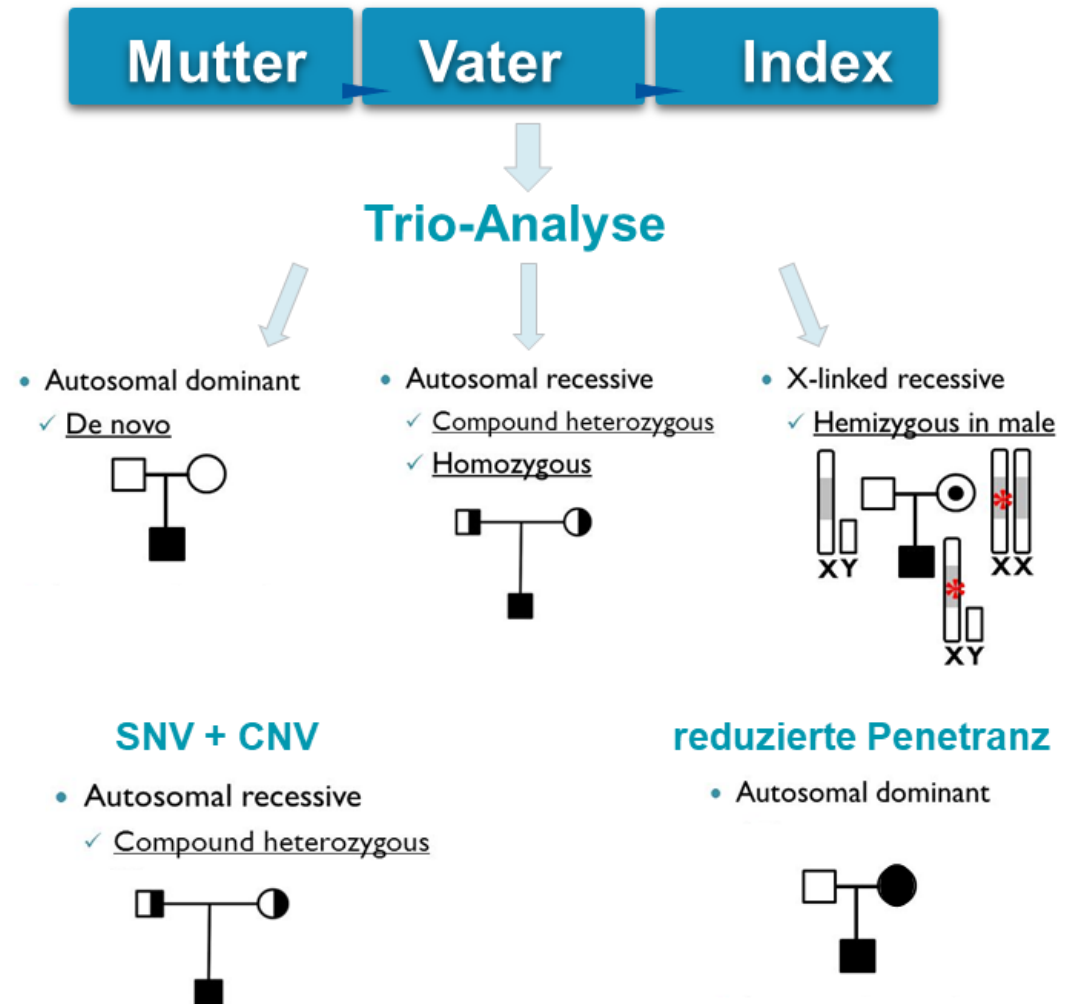 Mutter Vater Index
Trio-Analyse
• Autosomal dominant
✓ De novo
• Autosomal recessive
✓ Compound heterozygous
✓ Homozygous
• X-linked recessive
✓ Hemizygous in male
* *
XY XX
XY
SNV + CNV
• Autosomal recessive
✓ Compound heterozygous
reduzierte Penetranz
• Autosomal dominant